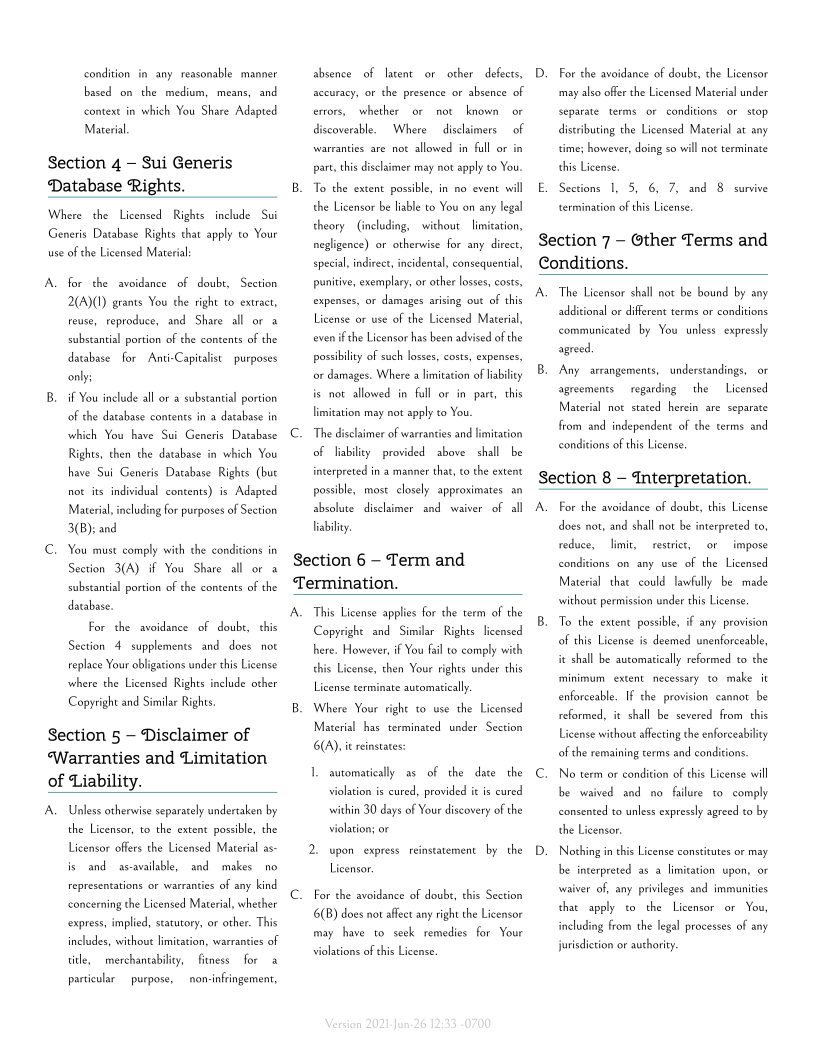 condition in any reasonable manner
based on the medium, means, and
context in which You Share Adapted
Material.
Section 4 – Sui Generis
Database Rights.
Where the Licensed Rights include Sui
Generis Database Rights that apply to Your
use of the Licensed Material:
A. for the avoidance of doubt, Section
2(A)(1) grants You the right to extract,
reuse, reproduce, and Share all or a
substantial portion of the contents of the
database for Anti-Capitalist purposes
only;
B. if You include all or a substantial portion
of the database contents in a database in
which You have Sui Generis Database
Rights, then the database in which You
have Sui Generis Database Rights (but
not its individual contents) is Adapted
Material, including for purposes of Section
3(B); and
C. You must comply with the conditions in
Section 3(A) if You Share all or a
substantial portion of the contents of the
database.
For the avoidance of doubt, this
Section 4 supplements and does not
replace Your obligations under this License
where the Licensed Rights include other
Copyright and Similar Rights.
Section 5 – Disclaimer of
Warranties and Limitation
of Liability.
A. Unless otherwise separately undertaken by
the Licensor, to the extent possible, the
Licensor offers the Licensed Material as-
is and as-available, and makes no
representations or warranties of any kind
concerning the Licensed Material, whether
express, implied, statutory, or other. This
includes, without limitation, warranties of
title, merchantability, fitness for a
particular purpose, non-infringement,
absence of latent or other defects,
accuracy, or the presence or absence of
errors, whether or not known or
discoverable. Where disclaimers of
warranties are not allowed in full or in
part, this disclaimer may not apply to You.
B. To the extent possible, in no event will
the Licensor be liable to You on any legal
theory (including, without limitation,
negligence) or otherwise for any direct,
special, indirect, incidental, consequential,
punitive, exemplary, or other losses, costs,
expenses, or damages arising out of this
License or use of the Licensed Material,
even if the Licensor has been advised of the
possibility of such losses, costs, expenses,
or damages. Where a limitation of liability
is not allowed in full or in part, this
limitation may not apply to You.
C. The disclaimer of warranties and limitation
of liability provided above shall be
interpreted in a manner that, to the extent
possible, most closely approximates an
absolute disclaimer and waiver of all
liability.
Section 6 – Term and
Termination.
A. This License applies for the term of the
Copyright and Similar Rights licensed
here. However, if You fail to comply with
this License, then Your rights under this
License terminate automatically.
B. Where Your right to use the Licensed
Material has terminated under Section
6(A), it reinstates:
1. automatically as of the date the
violation is cured, provided it is cured
within 30 days of Your discovery of the
violation; or
2. upon express reinstatement by the
Licensor.
C. For the avoidance of doubt, this Section
6(B) does not affect any right the Licensor
may have to seek remedies for Your
violations of this License.
D. For the avoidance of doubt, the Licensor
may also offer the Licensed Material under
separate terms or conditions or stop
distributing the Licensed Material at any
time; however, doing so will not terminate
this License.
E. Sections 1, 5, 6, 7, and 8 survive
termination of this License.
Section 7 – Other Terms and
Conditions.
A. The Licensor shall not be bound by any
additional or different terms or conditions
communicated by You unless expressly
agreed.
B. Any arrangements, understandings, or
agreements regarding the Licensed
Material not stated herein are separate
from and independent of the terms and
conditions of this License.
Section 8 – Interpretation.
A. For the avoidance of doubt, this License
does not, and shall not be interpreted to,
reduce, limit, restrict, or impose
conditions on any use of the Licensed
Material that could lawfully be made
without permission under this License.
B. To the extent possible, if any provision
of this License is deemed unenforceable,
it shall be automatically reformed to the
minimum extent necessary to make it
enforceable. If the provision cannot be
reformed, it shall be severed from this
License without affecting the enforceability
of the remaining terms and conditions.
C. No term or condition of this License will
be waived and no failure to comply
consented to unless expressly agreed to by
the Licensor.
D. Nothing in this License constitutes or may
be interpreted as a limitation upon, or
waiver of, any privileges and immunities
that apply to the Licensor or You,
including from the legal processes of any
jurisdiction or authority.
Version 2021-Jun-26 12:33 -0700